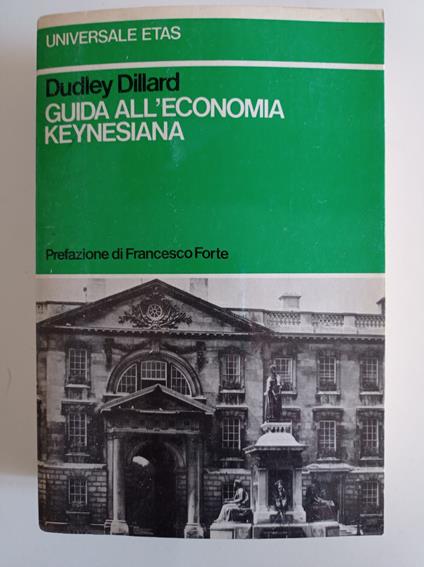 UNIVERSALE ETAS
Dudley Dillard
GUIDA ALL'ECONOMIA
KEYNESIANA
Prefazione di Francesco Forte